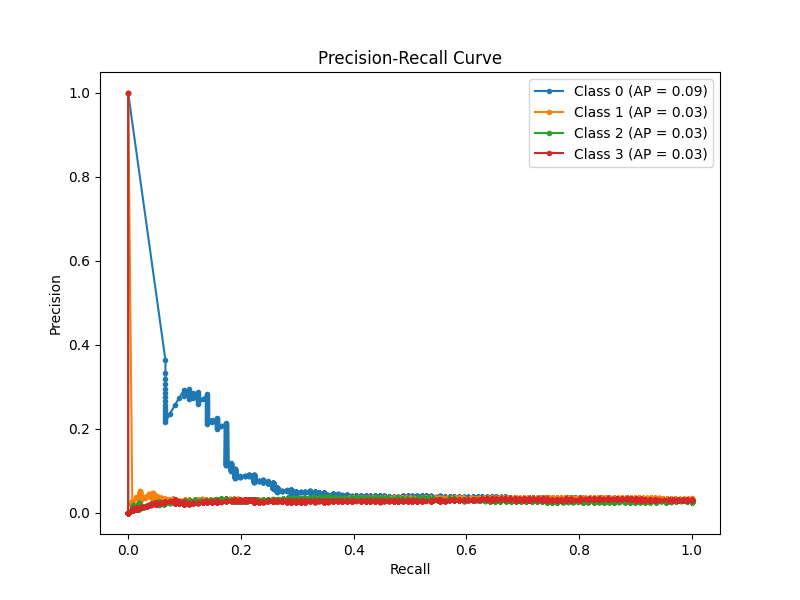 Precision-Recall Curve
Class 0 (AP = 0.09)
Class 1 (AP = 0.03)
Class 2 (AP = 0.03)
Class 3 (AP = 0.03)
Precision
1.0
0.8
0.6
0.4
0.2
0.0
0.0 0.2 0.4 0.6 0.8 1.0
Recall